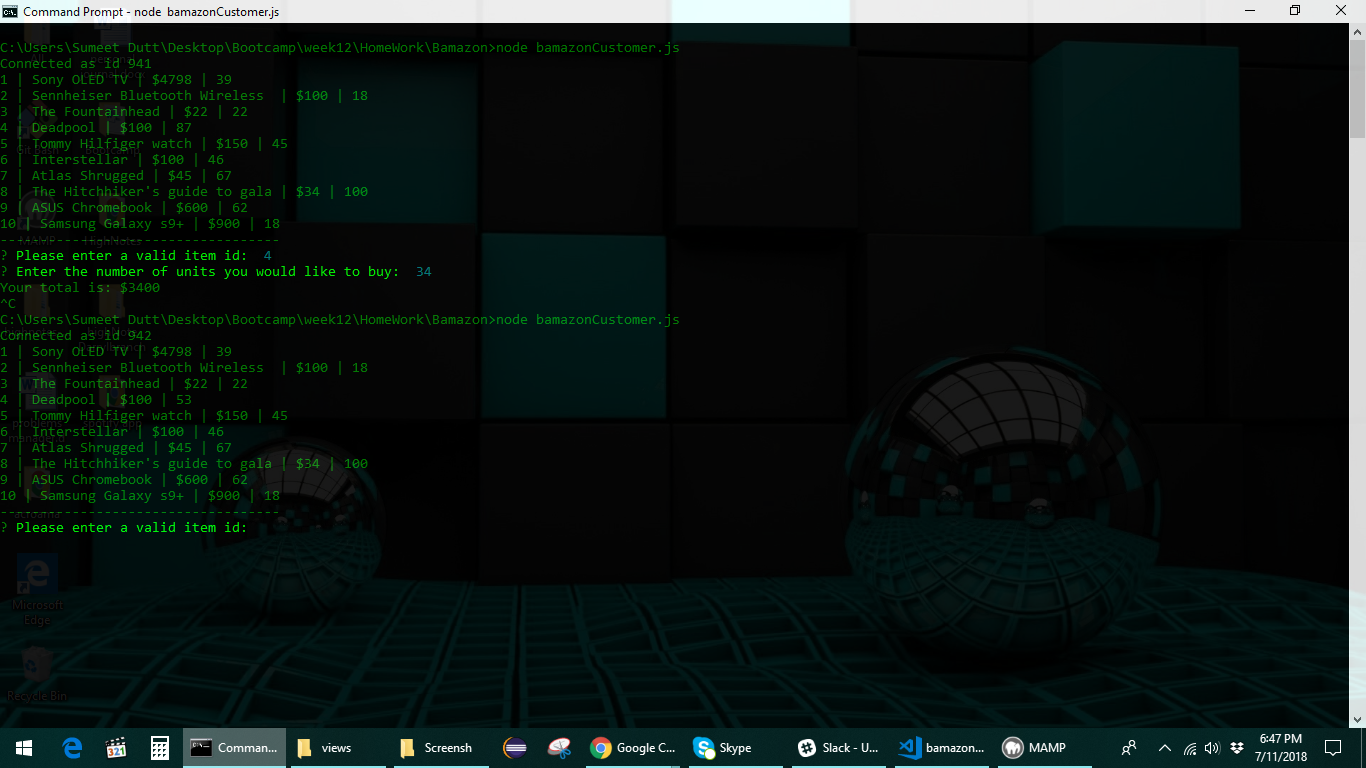 Command Prompt - node  bamazonCustomer.js
C:\Users\Sumeet Dutt\Desktop\Bootcamp\week12\HomeWork\Bamazon>node bamazonCustomer.js
Connected as id 941
1 | Sony OLED TV | $4798 | 39
2 | Sennheiser Bluetooth Wireless  | $100 | 18
3 | The Fountainhead | $22 | 22
4 | Deadpool | $100 | 87
5 | Tommy Hilfiger watch | $150 | 45
6 | Interstellar | $100 | 46
7 | Atlas Shrugged | $45 | 67
8 | The Hitchhiker's guide to gala | $34 | 100
9 | ASUS Chromebook | $600 | 62
10 | Samsung Galaxy s9+ | $900 | 18
-----------------------------------
? Please enter a valid item id:  4
? Enter the number of units you would like to buy:  34
Your total is: $3400
^C
C:\Users\Sumeet Dutt\Desktop\Bootcamp\week12\HomeWork\Bamazon>node bamazonCustomer.js
Connected as id 942
1 | Sony OLED TV | $4798 | 39
2 | Sennheiser Bluetooth Wireless  | $100 | 18
3 | The Fountainhead | $22 | 22
4 | Deadpool | $100 | 53
5 | Tommy Hilfiger watch | $150 | 45
6 | Interstellar | $100 | 46
7 | Atlas Shrugged | $45 | 67
8 | The Hitchhiker's guide to gala | $34 | 100
9 | ASUS Chromebook | $600 | 62
10 | Samsung Galaxy s9+ | $900 | 18
-----------------------------------
? Please enter a valid item id:
Microsoft
Edge
Recycle Bin
321
Comman...
views
Screensh
Google C...
Skype
Slack - U...
bamazon...
MAMP
6:47 PM
7/11/2018